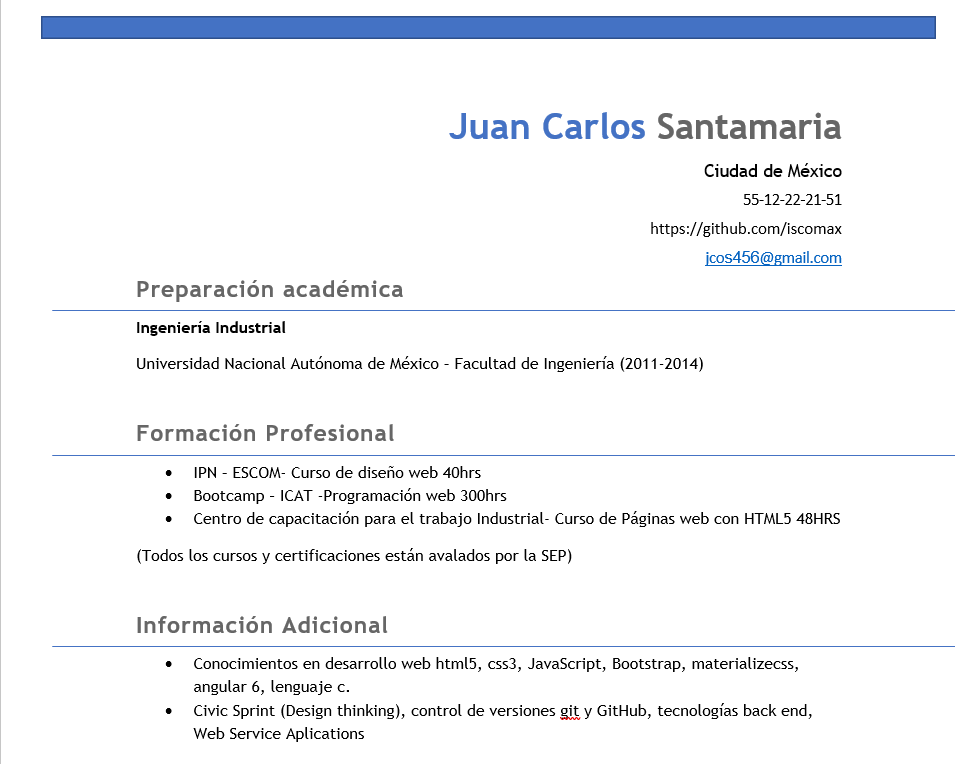 Juan Carlos Santamaria
Ciudad de México
55-12-22-21-51
https://github.com/iscomax
jcos456@gmail.com
Preparación académica
Ingeniería Industrial
Universidad Nacional Autónoma de México – Facultad de Ingeniería (2011-2014)
Formación Profesional
• IPN – ESCOM- Curso de diseño web 40hrs
• Bootcamp – ICAT -Programación web 300hrs
• Centro de capacitación para el trabajo Industrial- Curso de Páginas web con HTML5 48HRS
(Todos los cursos y certificaciones están avalados por la SEP)
Información Adicional
• Conocimientos en desarrollo web html5, css3, JavaScript, Bootstrap, materializecss,
angular 6, lenguaje c.
• Civic Sprint (Design thinking), control de versiones git y GitHub, tecnologías back end,
Web Service Aplications